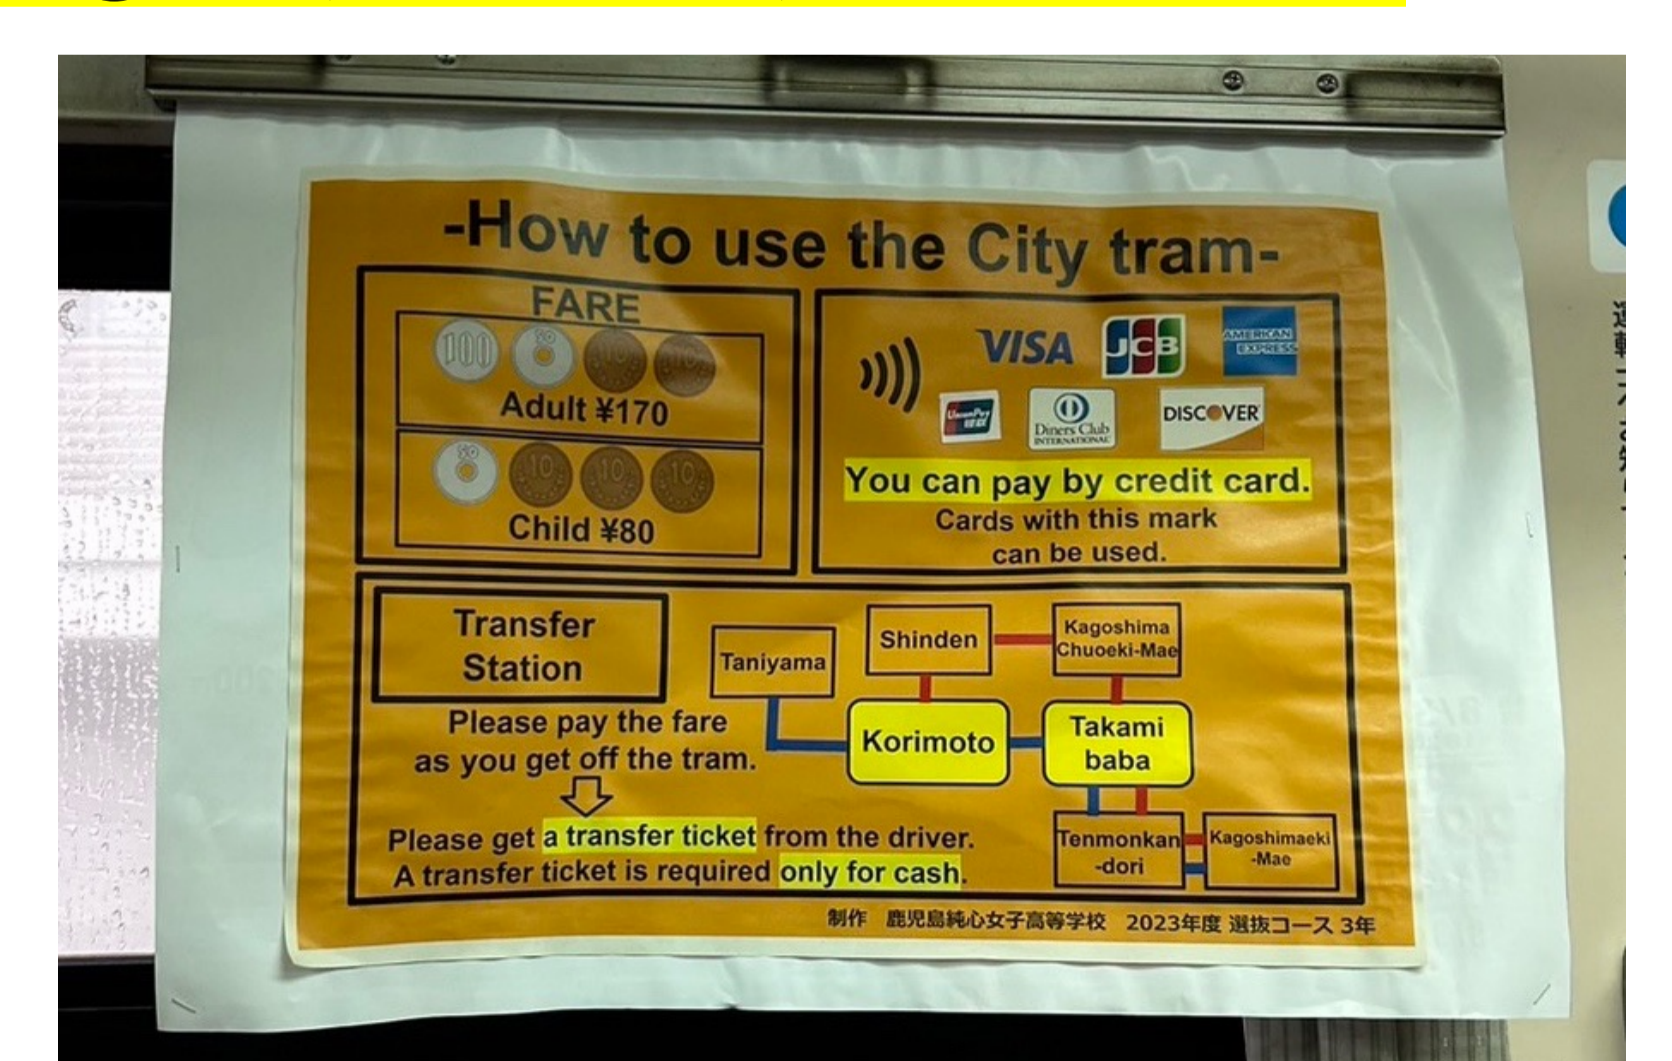 -How to use the City tram-
FARE
100 50 10 10
Adult ¥170
50 10 10 10
Child ¥80
VISA JCB AMERICAN EXPRESS
UnionPay 银联 Diners Club INTERNATIONAL DISCOVER
You can pay by credit card.
Cards with this mark
can be used.
Transfer
Station
Please pay the fare
as you get off the tram.
Please get a transfer ticket from the driver.
A transfer ticket is required only for cash.
Taniyama
Shinden
Kagoshima
Chuoeki-Mae
Korimoto
Takami
baba
Tenmonkan
-dori
Kagoshimaeki
-Mae
制作 鹿児島純心女子高等学校 2023年度 選抜コース 3年